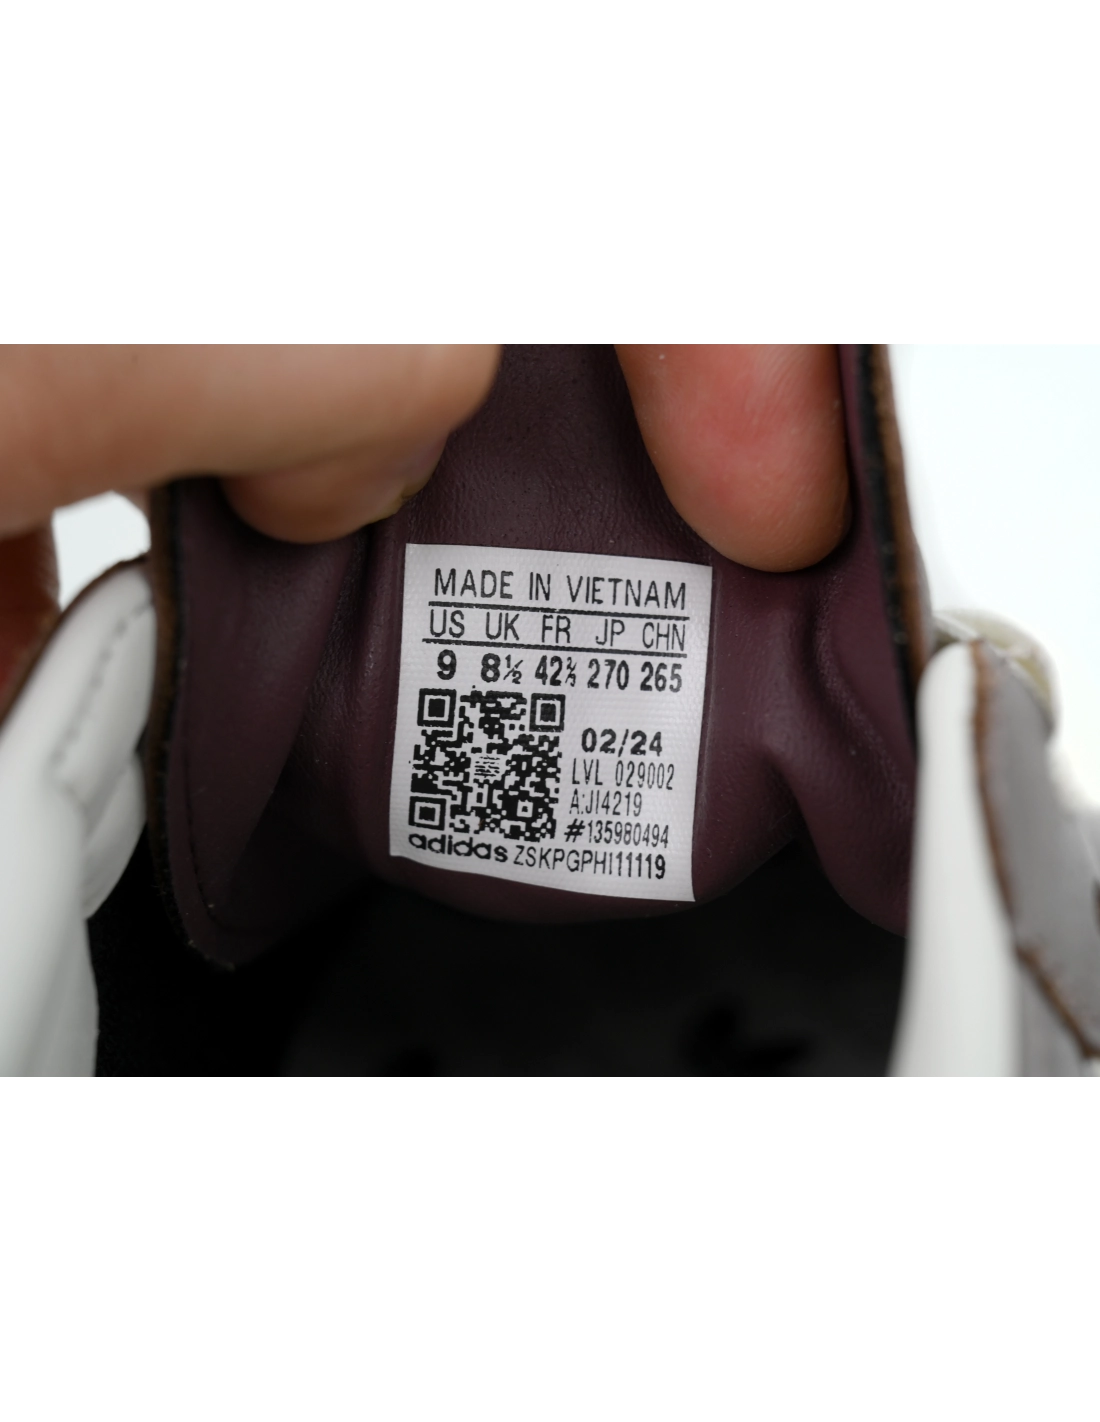 MADE IN VIETNAM
US UK FR JP CHN
9 8½ 42⅔ 270 265
02/24
LVL 029002
A:JI4219
#135980494
adidas ZSKPGPHI11119